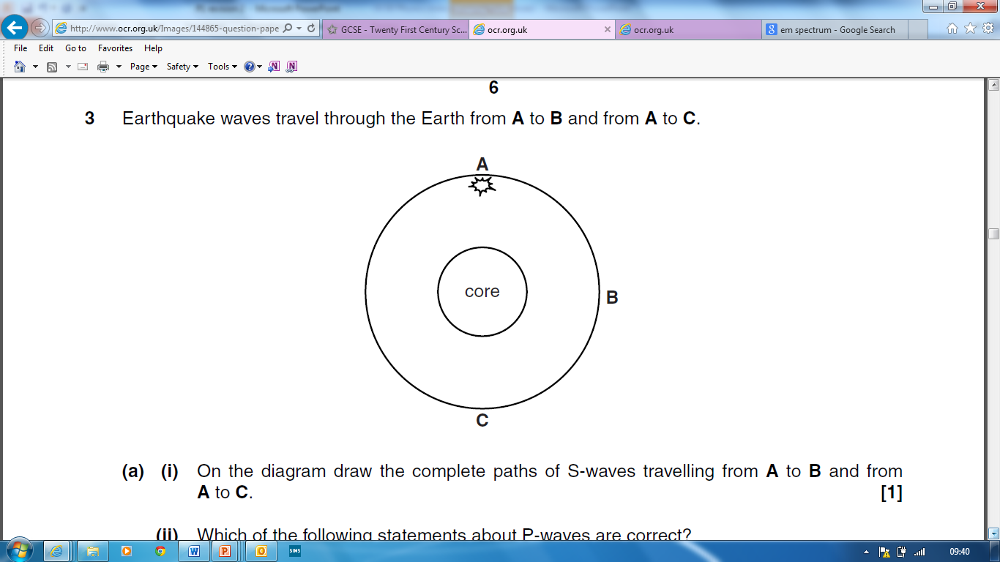 http://www.ocr.org.uk/Images/144865-question-pape
GCSE - Twenty First Century Sc...
ocr.org.uk
ocr.org.uk
em spectrum - Google Search
File Edit Go to Favorites Help
Page Safety Tools
6
3 Earthquake waves travel through the Earth from A to B and from A to C.
A
core
B
C
(a) (i) On the diagram draw the complete paths of S-waves travelling from A to B and from
A to C. [1]
(ii) Which of the following statements about P-waves are correct?
SIMS
09:40